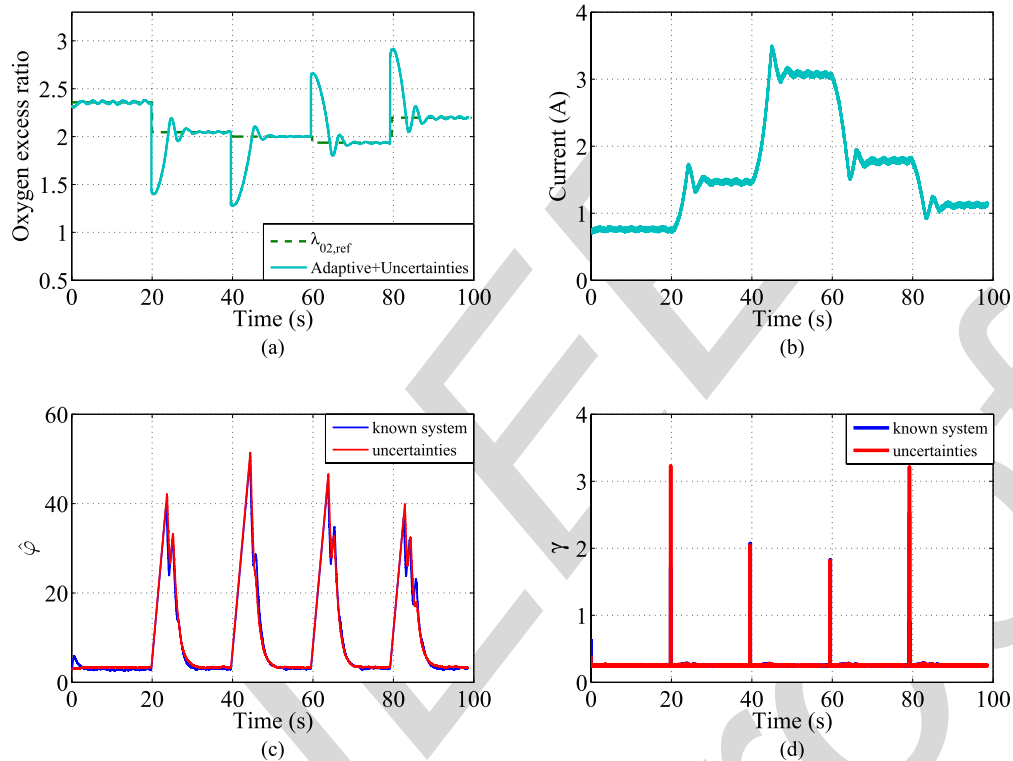 3
2.5
2
1.5
1
0.5
0
20
40
60
80
100
Oxygen excess ratio
Time (s)
λ02,ref
Adaptive+Uncertainties
(a)
4
3
2
1
0
0
20
40
60
80
100
Current (A)
Time (s)
(b)
60
40
20
0
0
20
40
60
80
100
φ̂
Time (s)
known system
uncertainties
(c)
4
3
2
1
0
0
20
40
60
80
100
γ
Time (s)
known system
uncertainties
(d)